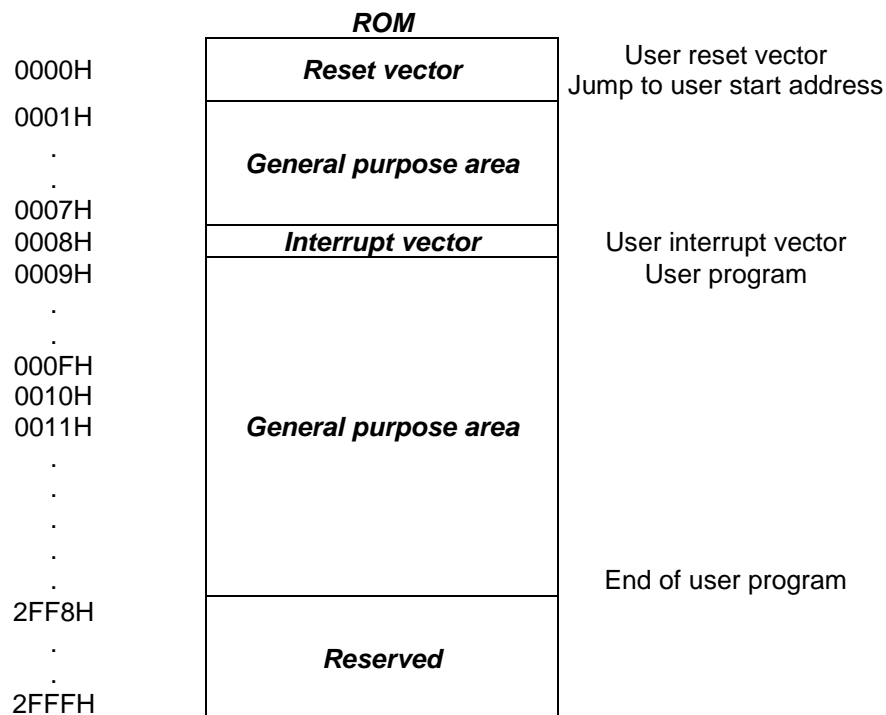 ROM
0000H Reset vector User reset vector
Jump to user start address
0001H
.
General purpose area
.
0007H
0008H Interrupt vector User interrupt vector
0009H User program
.
.
000FH
0010H
0011H General purpose area
.
.
.
.
. End of user program
2FF8H
.
Reserved
.
2FFFH